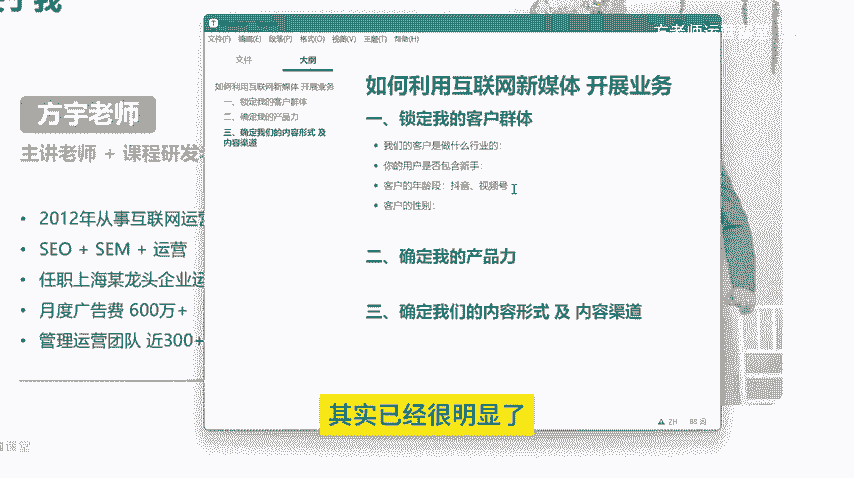 于我
方老师运
T
文件(F) 编辑(E) 段落(P) 格式(O) 视图(V) 主题(T) 帮助(H)
文件 大纲
如何利用互联网新媒体 开展业务
一、锁定我的客户群体
二、确定我的产品力
三、确定我们的内容形式 及
内容渠道
如何利用互联网新媒体 开展业务
一、锁定我的客户群体
• 我们的客户是做什么行业的:
• 你的用户是否包含新手:
• 客户的年龄段: 抖音、视频号
• 客户的性别:
二、确定我的产品力
三、确定我们的内容形式 及 内容渠道
ZH 88 词
方宇老师
主讲老师 + 课程研发
• 2012年从事互联网运营
• SEO + SEM + 运营
• 任职上海某龙头企业运
• 月度广告费 600万+
• 管理运营团队 近300+
其实已经很明显了
课堂